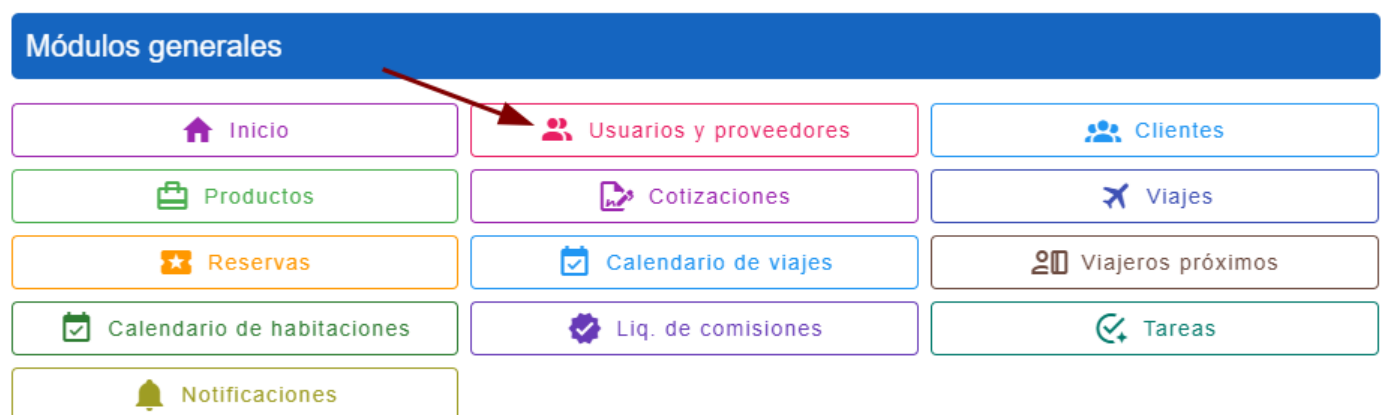 Módulos generales
Inicio
Usuarios y proveedores
Clientes
Productos
Cotizaciones
Viajes
Reservas
Calendario de viajes
Viajeros próximos
Calendario de habitaciones
Liq. de comisiones
Tareas
Notificaciones